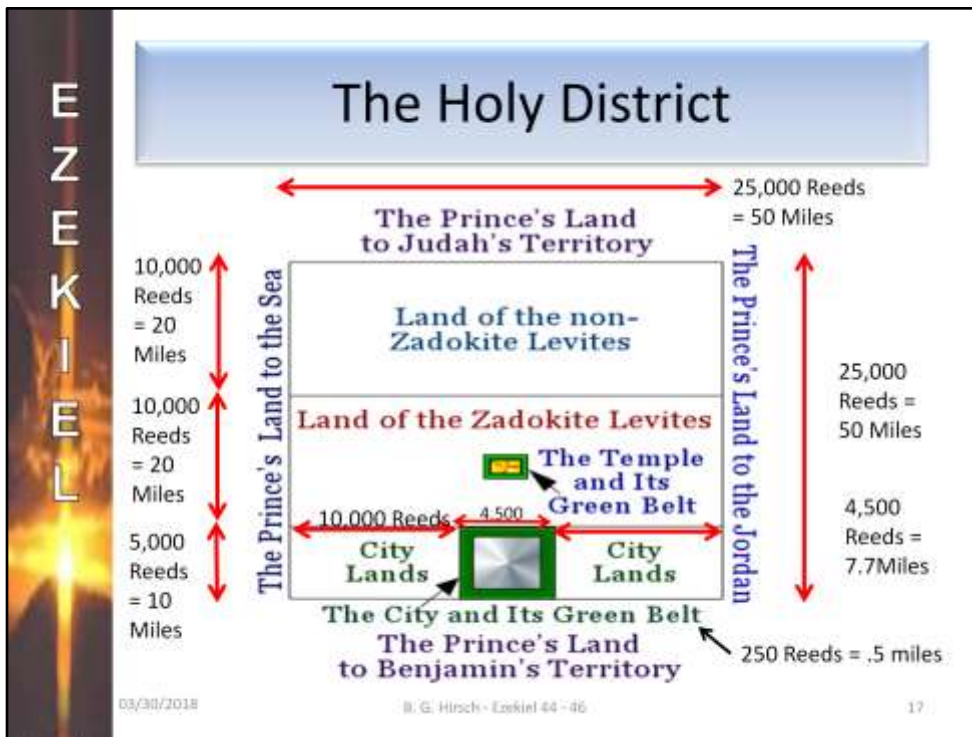 EZEKIEL
The Holy District
25,000 Reeds
= 50 Miles
The Prince's Land
to Judah's Territory
10,000
Reeds
= 20
Miles
The Prince's Land to the Sea
Land of the non-
Zadokite Levites
The Prince's Land to the Jordan
25,000
Reeds =
50 Miles
10,000
Reeds
= 20
Miles
Land of the Zadokite Levites
The Temple
and Its
Green Belt
10,000 Reeds
4,500
4,500
Reeds =
7.7Miles
5,000
Reeds
= 10
Miles
City
Lands
City
Lands
The City and Its Green Belt
The Prince's Land
to Benjamin's Territory
250 Reeds = .5 miles
03/30/2018
B. G. Hirsch - Ezekiel 44 - 46
17